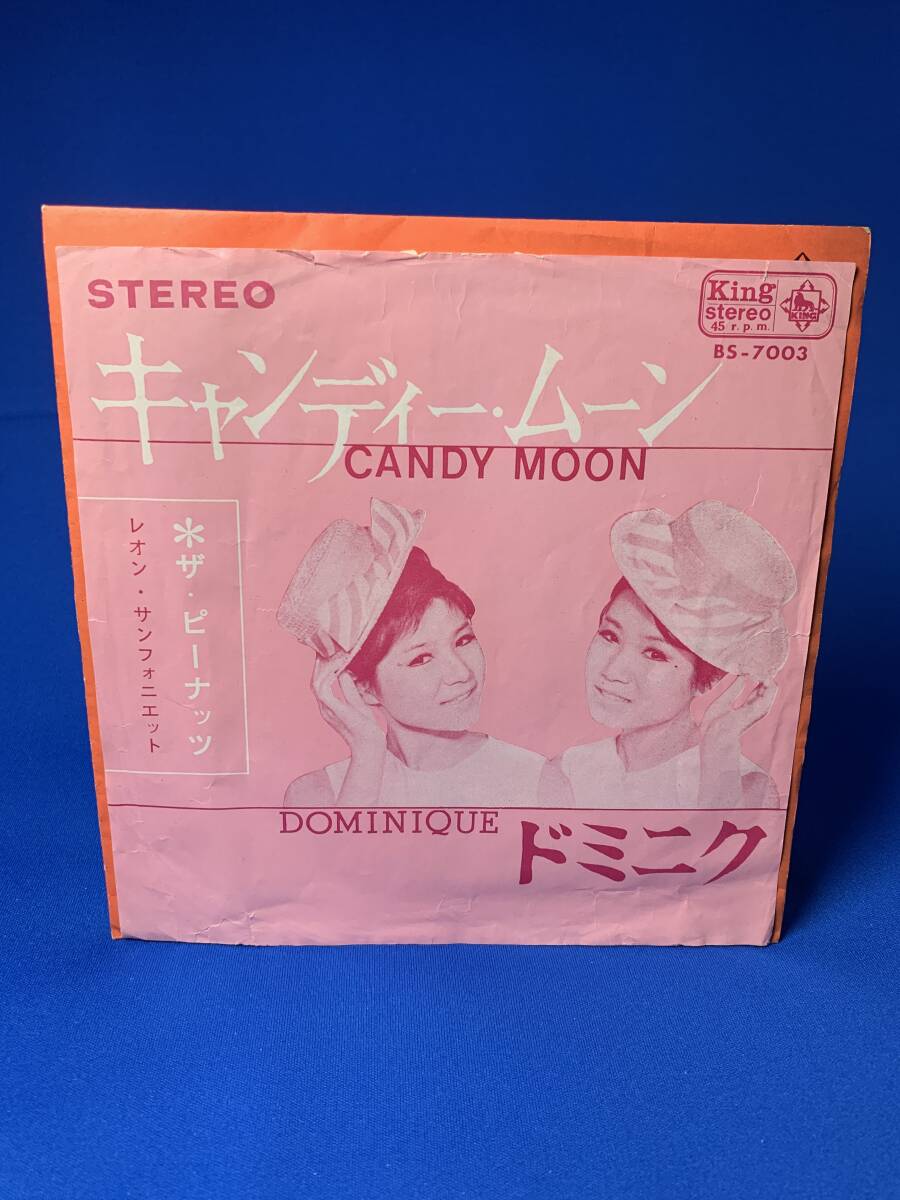 STEREO
King
stereo
45 r.p.m.
KING
BS-7003
キャンディー・ムーン
CANDY MOON
＊ザ・ピーナッツ
レオン・サンフォニエット
DOMINIQUE
ドミニク